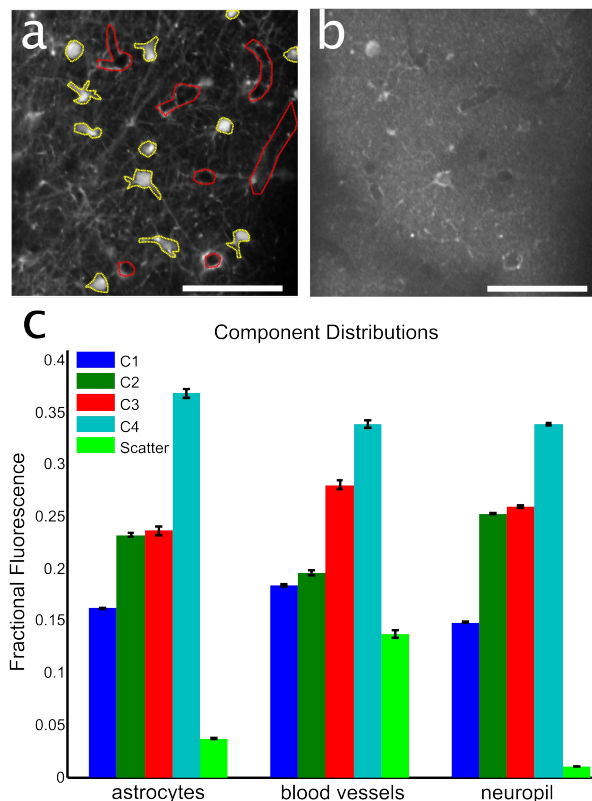 a
b
c
Component Distributions
Fractional Fluorescence
0.4
0.35
0.3
0.25
0.2
0.15
0.1
0.05
0
C1
C2
C3
C4
Scatter
astrocytes
blood vessels
neuropil